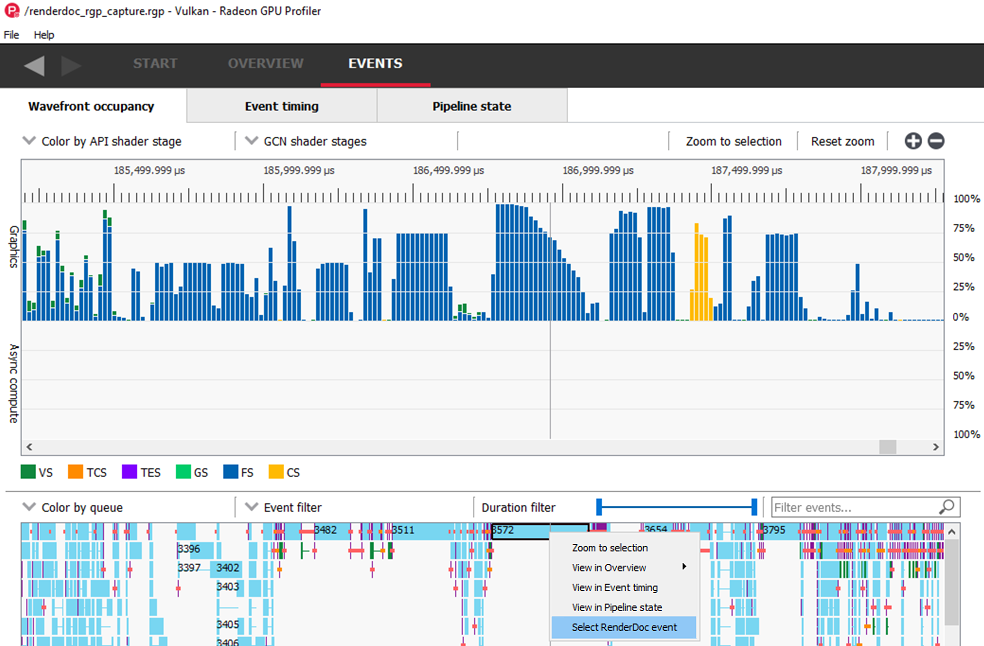 /renderdoc_rgp_capture.rgp - Vulkan - Radeon GPU Profiler
File Help
START OVERVIEW EVENTS
Wavefront occupancy Event timing Pipeline state
Color by API shader stage GCN shader stages Zoom to selection Reset zoom
185,499.999 µs 185,999.999 µs 186,499.999 µs 186,999.999 µs 187,499.999 µs 187,999.999 µs
100%
75%
50%
25%
0%
25%
50%
75%
100%
Graphics
Async compute
VS TCS TES GS FS CS
Color by queue Event filter Duration filter Filter events...
3482 3511 3572 3654 3795
3396
3397 3402
3403
3405
3406
Zoom to selection
View in Overview
View in Event timing
View in Pipeline state
Select RenderDoc event